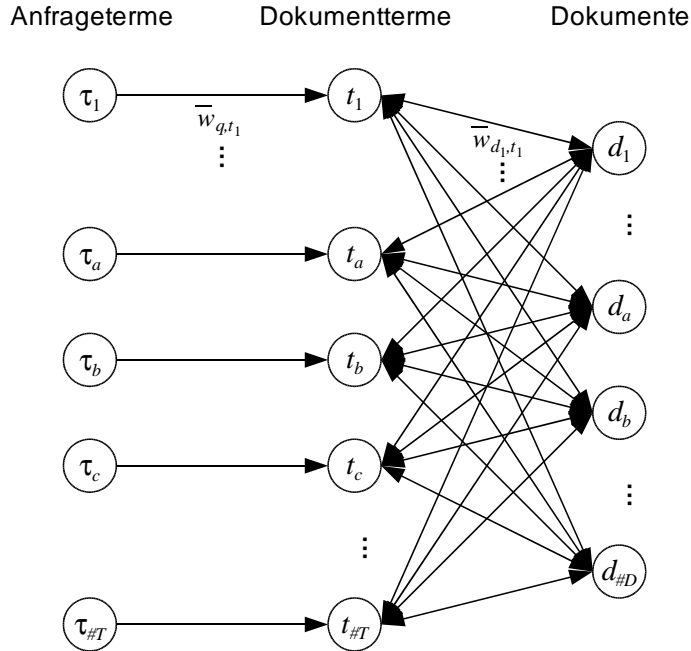 Anfrageterme Dokumentterme Dokumente
τ1 t1
w̅q,t1 w̅d1,t1 d1
⋮ ⋮
⋮
τa ta
da
τb tb
db
τc tc
⋮
⋮
d#D
τ#T t#T